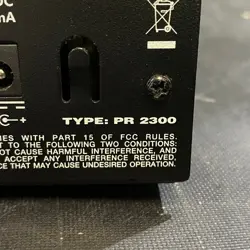 DC
mA
TYPE: PR 2300
IES WITH PART 15 OF FCC RULES.
T TO THE FOLLOWING TWO CONDITIONS:
OT CAUSE HARMFUL INTERFERENCE, AND
ACCEPT ANY INTERFERENCE RECEIVED,
CE THAT MAY CAUSE UNDESIRED OPERATION.